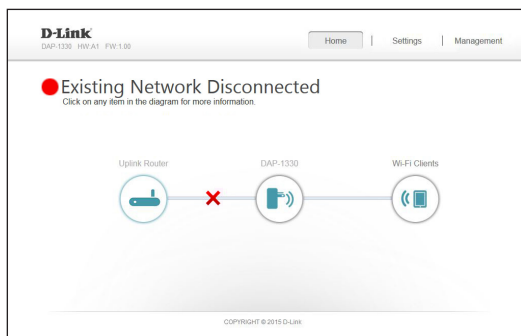 D-Link
DAP-1330 HW:A1 FW:1.00
Home | Settings | Management
Existing Network Disconnected
Click on any item in the diagram for more information.
Uplink Router DAP-1330 Wi-Fi Clients
COPYRIGHT © 2015 D-Link